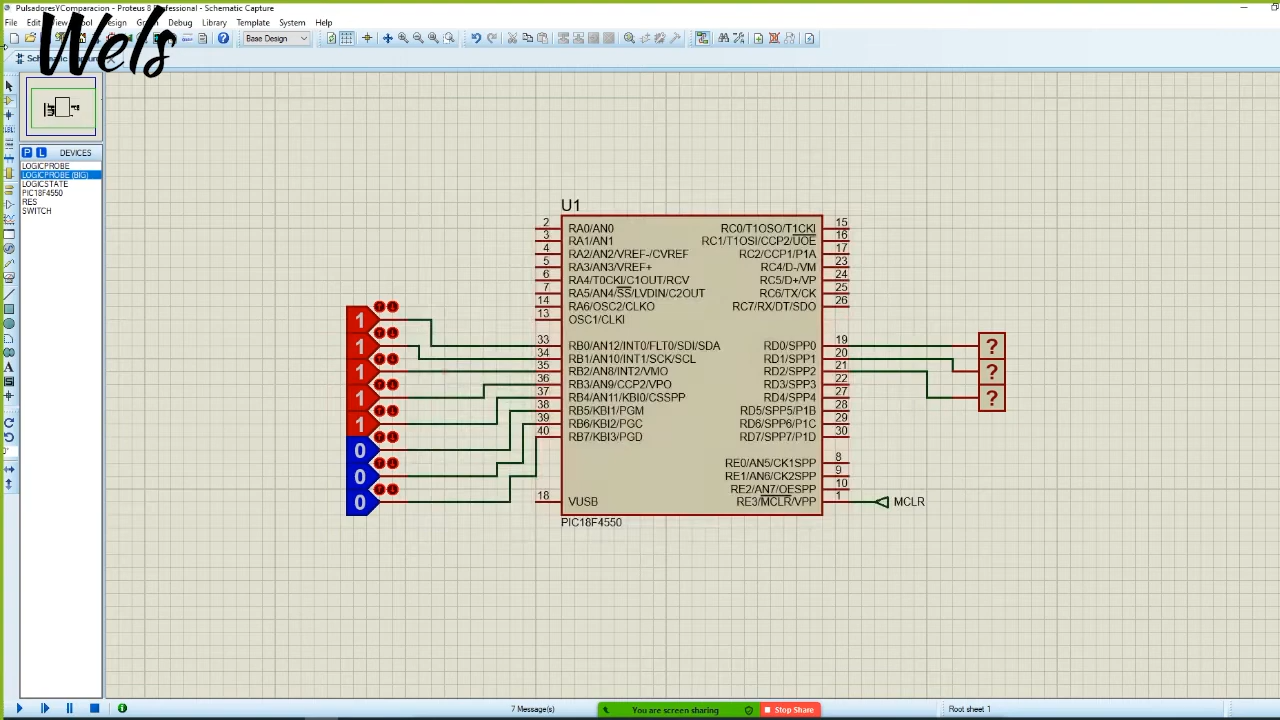 PulsadoresYComparacion - Proteus 8 Professional - Schematic Capture
File Edit View Design Graph Debug Library Template System Help
Wels
Base Design
Schematic Capture
P L DEVICES
LOGICPROBE
LOGICPROBE (BIG)
LOGICSTATE
PIC18F4550
RES
SWITCH
U1
2 RA0/AN0 RC0/T1OSO/T1CKI 15
3 RA1/AN1 RC1/T1OSI/CCP2/UOE 16
4 RA2/AN2/VREF-/CVREF RC2/CCP1/P1A 17
5 RA3/AN3/VREF+ RC4/D-/VM 23
6 RA4/T0CKI/C1OUT/RCV RC5/D+/VP 24
7 RA5/AN4/SS/LVDIN/C2OUT RC6/TX/CK 25
14 RA6/OSC2/CLKO RC7/RX/DT/SDO 26
13 OSC1/CLKI
33 RB0/AN12/INT0/FLT0/SDI/SDA RD0/SPP0 19
34 RB1/AN10/INT1/SCK/SCL RD1/SPP1 20
35 RB2/AN8/INT2/VMO RD2/SPP2 21
36 RB3/AN9/CCP2/VPO RD3/SPP3 22
37 RB4/AN11/KBI0/CSSPP RD4/SPP4 27
38 RB5/KBI1/PGM RD5/SPP5/P1B 28
39 RB6/KBI2/PGC RD6/SPP6/P1C 29
40 RB7/KBI3/PGD RD7/SPP7/P1D 30
RE0/AN5/CK1SPP 8
RE1/AN6/CK2SPP 9
RE2/AN7/OESPP 10
18 VUSB RE3/MCLR/VPP 1 MCLR
PIC18F4550
1
1
1
1
1
0
0
0
?
?
?
7 Message(s)
You are screen sharing
Stop Share
Root sheet 1